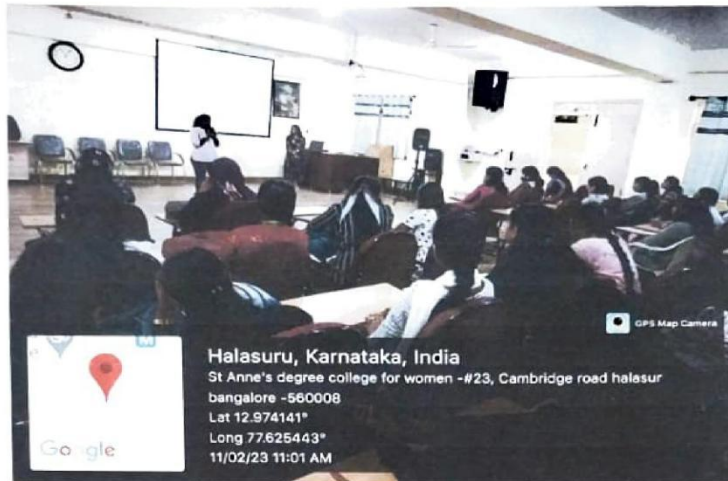 GPS Map Camera
Google
Halasuru, Karnataka, India
St Anne's degree college for women -#23, Cambridge road halasur
bangalore -560008
Lat 12.974141°
Long 77.625443°
11/02/23 11:01 AM